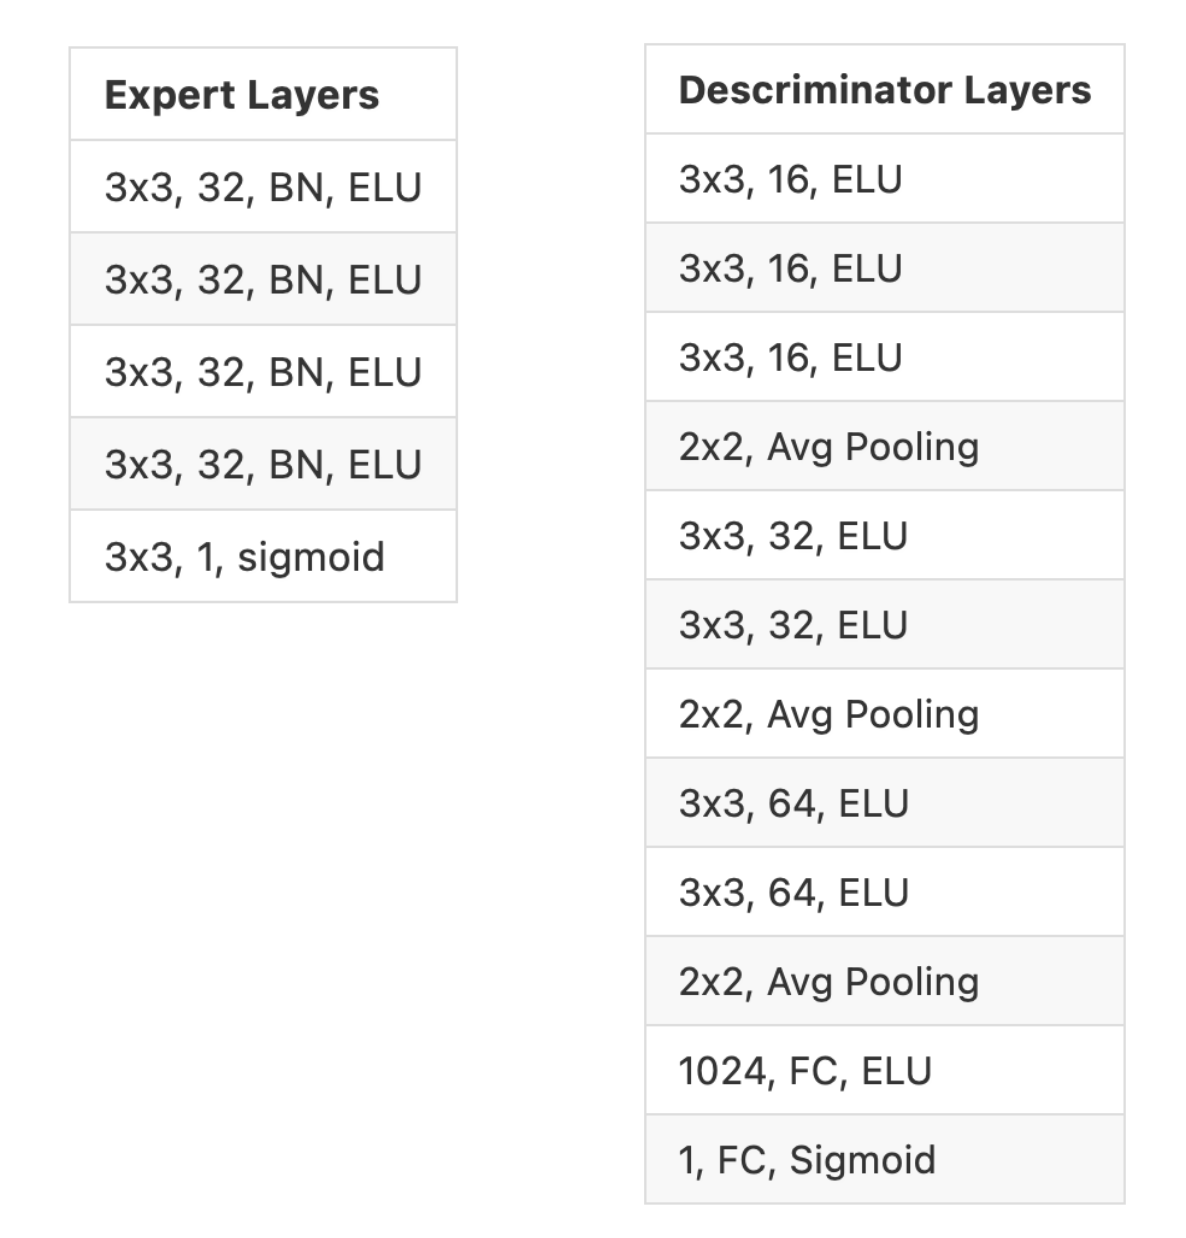 Expert Layers
3x3, 32, BN, ELU
3x3, 32, BN, ELU
3x3, 32, BN, ELU
3x3, 32, BN, ELU
3x3, 1, sigmoid
Descriminator Layers
3x3, 16, ELU
3x3, 16, ELU
3x3, 16, ELU
2x2, Avg Pooling
3x3, 32, ELU
3x3, 32, ELU
2x2, Avg Pooling
3x3, 64, ELU
3x3, 64, ELU
2x2, Avg Pooling
1024, FC, ELU
1, FC, Sigmoid